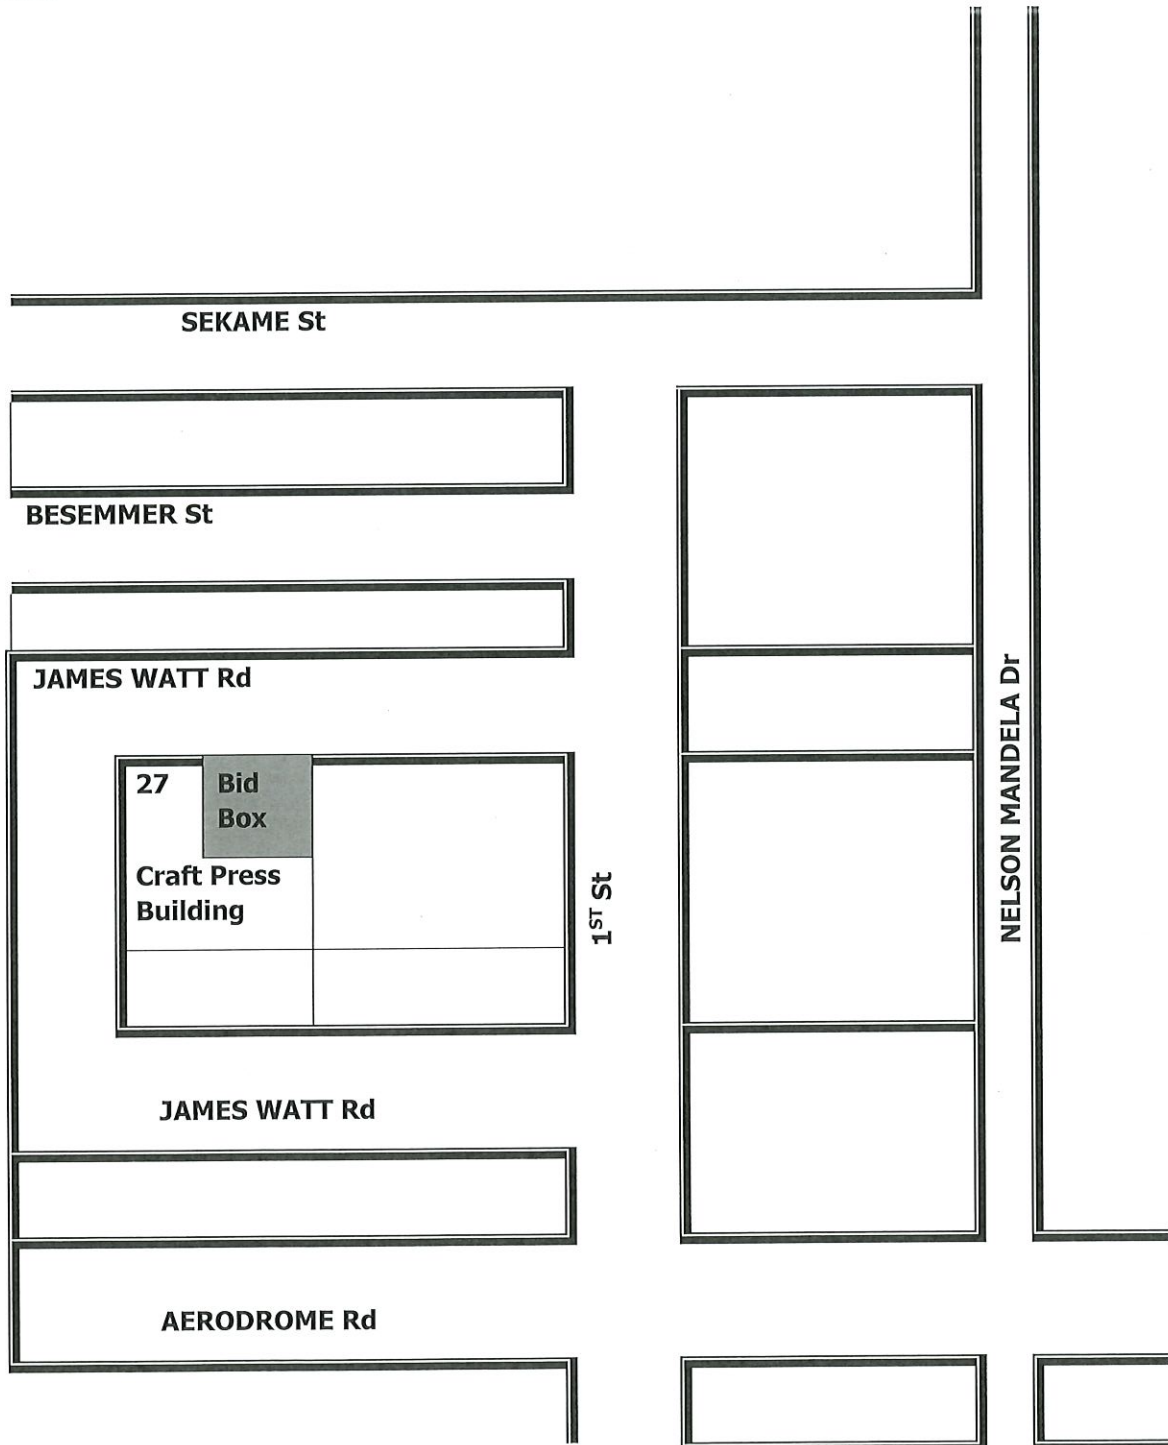 SEKAME St
BESEMMER St
JAMES WATT Rd
27
Bid
Box
Craft Press
Building
1ST St
NELSON MANDELA Dr
JAMES WATT Rd
AERODROME Rd